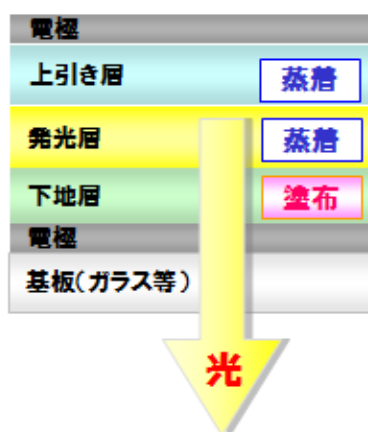 電極
上引き層 蒸着
発光層 蒸着
下地層 塗布
電極
基板(ガラス等)
光